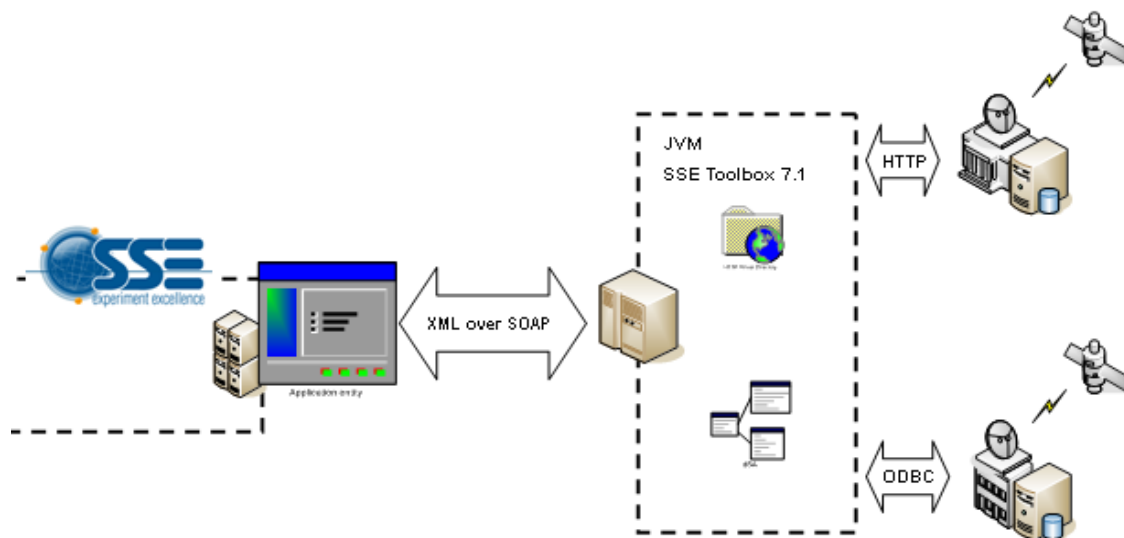 SSE
experiment excellence
Application entity
XML over SOAP
JVM
SSE Toolbox 7.1
HTTP
ODBC